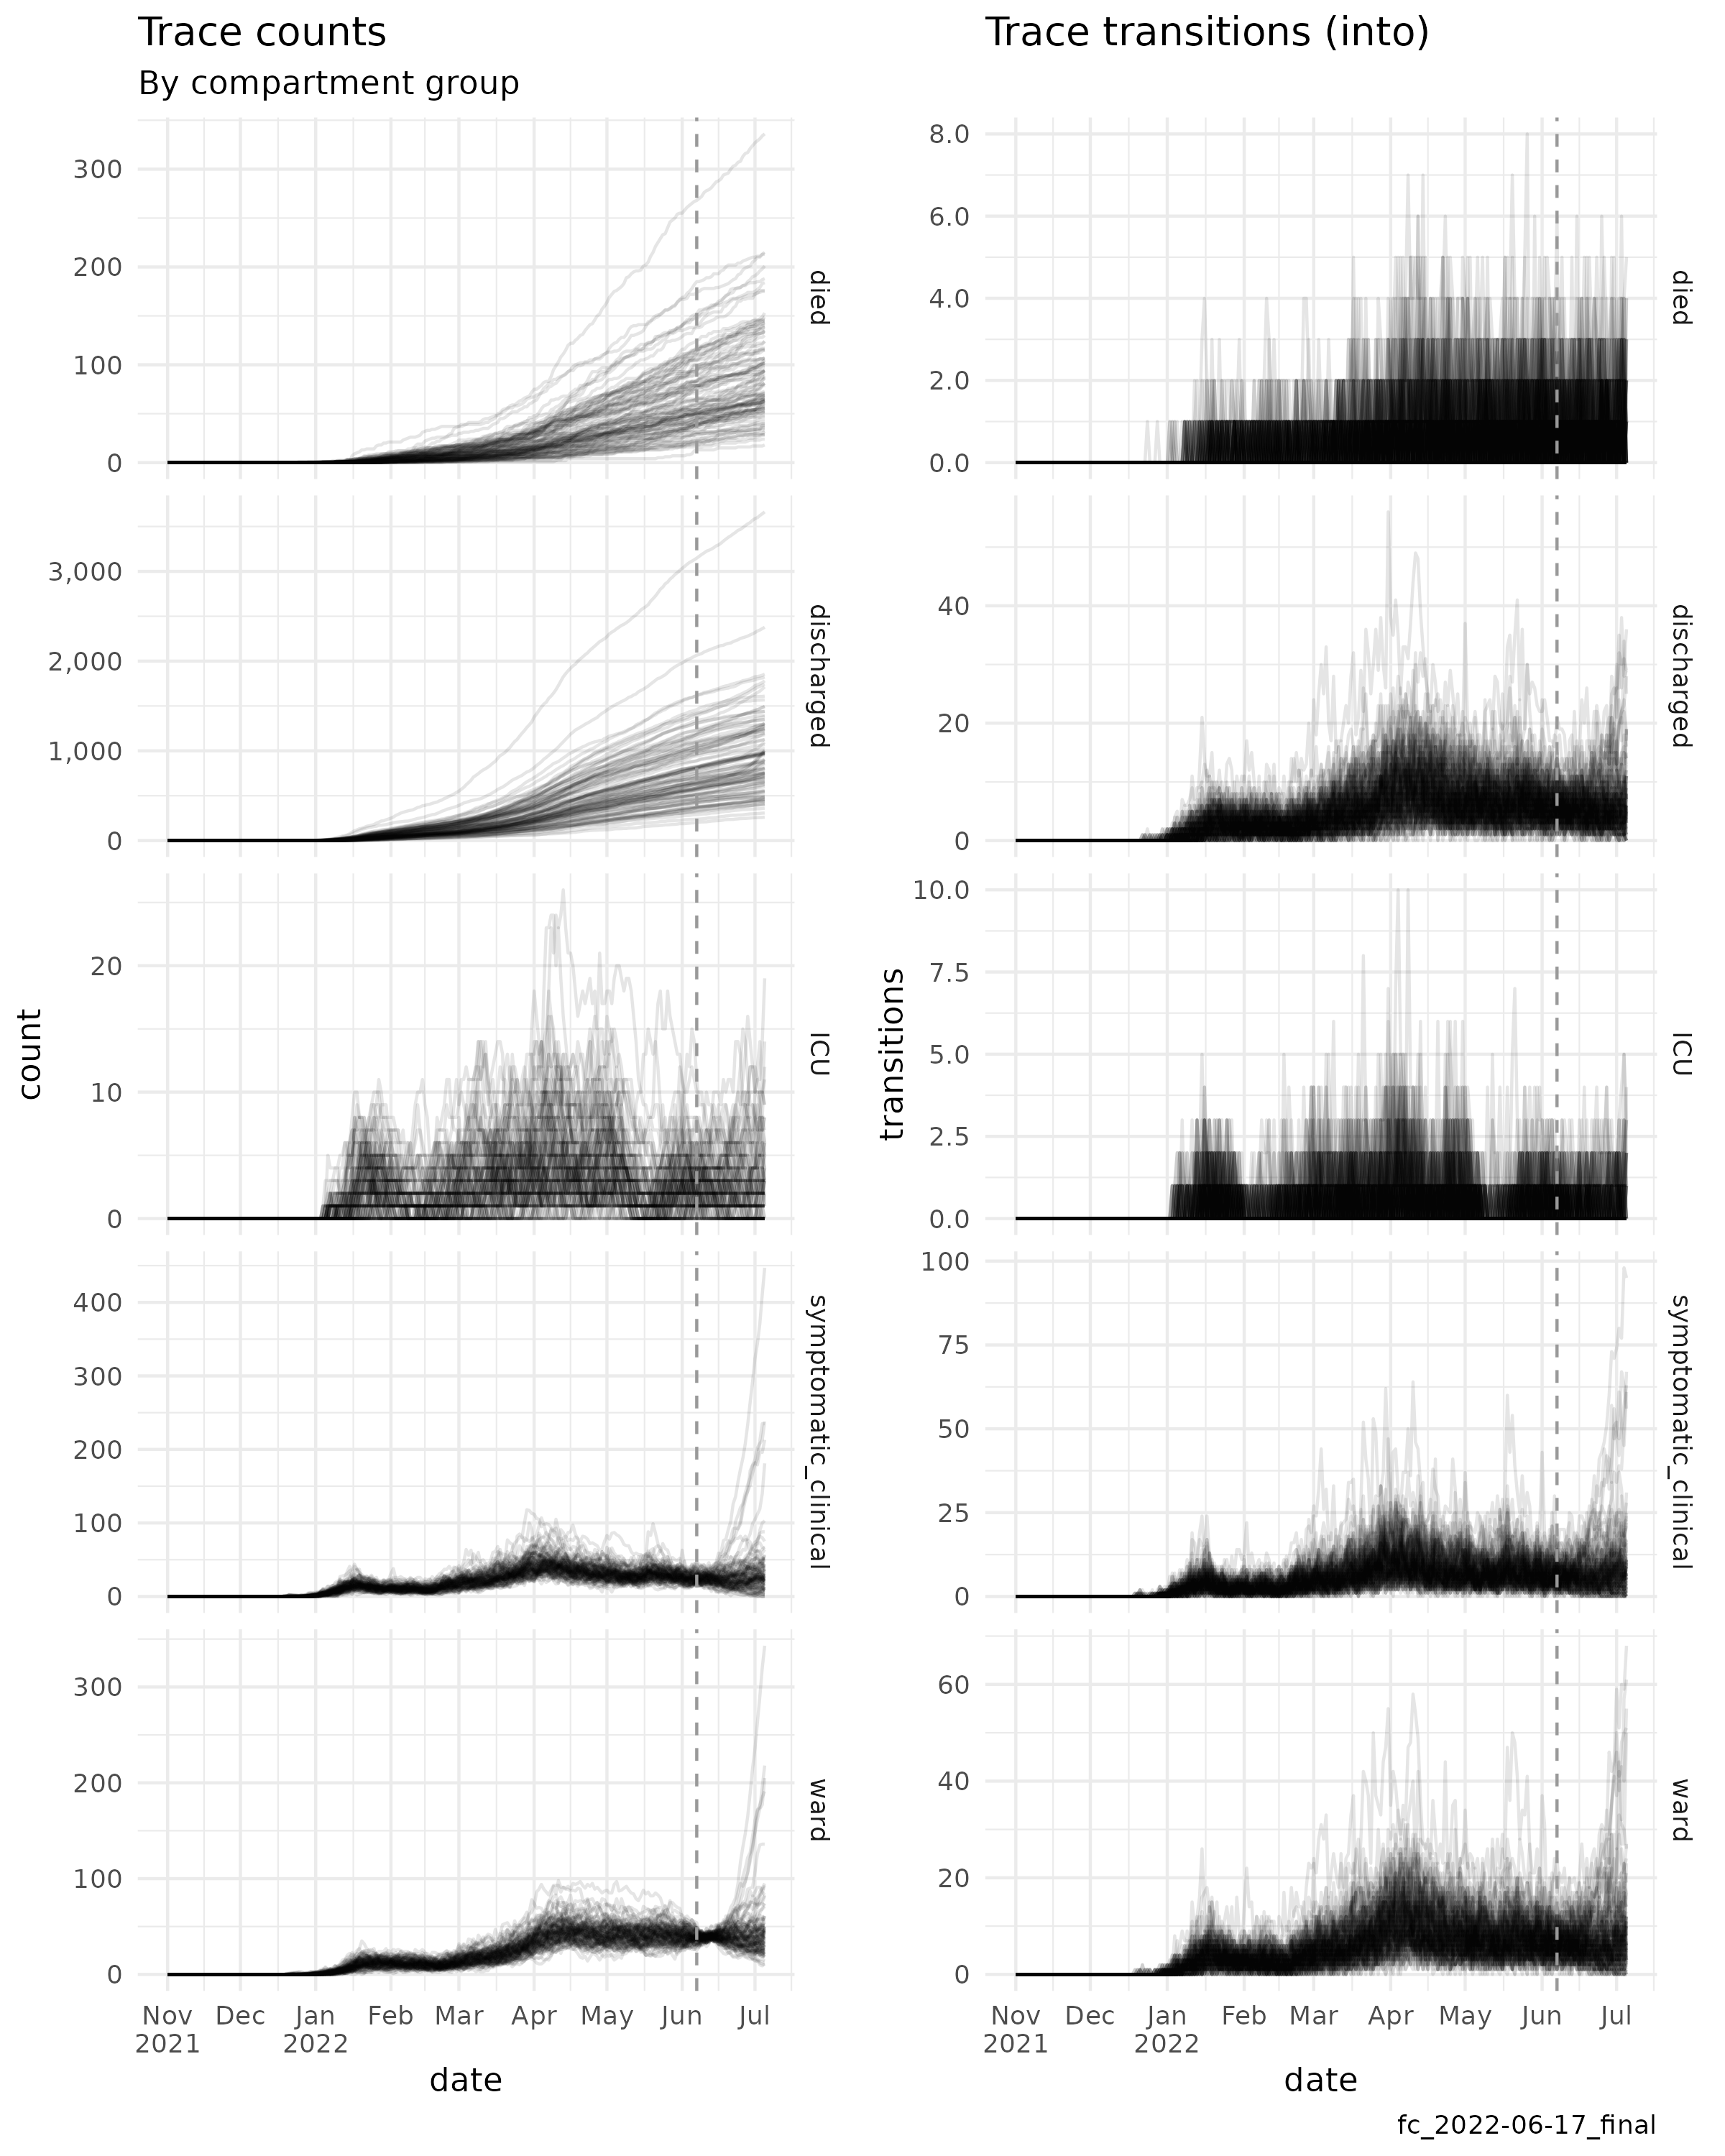 Trace counts
By compartment group
count
300
200
100
0
died
3,000
2,000
1,000
0
discharged
20
10
0
ICU
400
300
200
100
0
symptomatic_clinical
300
200
100
0
ward
Nov Dec Jan Feb Mar Apr May Jun Jul
2021 2022
date
Trace transitions (into)
transitions
8.0
6.0
4.0
2.0
0.0
died
40
20
0
discharged
10.0
7.5
5.0
2.5
0.0
ICU
100
75
50
25
0
symptomatic_clinical
60
40
20
0
ward
Nov Dec Jan Feb Mar Apr May Jun Jul
2021 2022
date
fc_2022-06-17_final